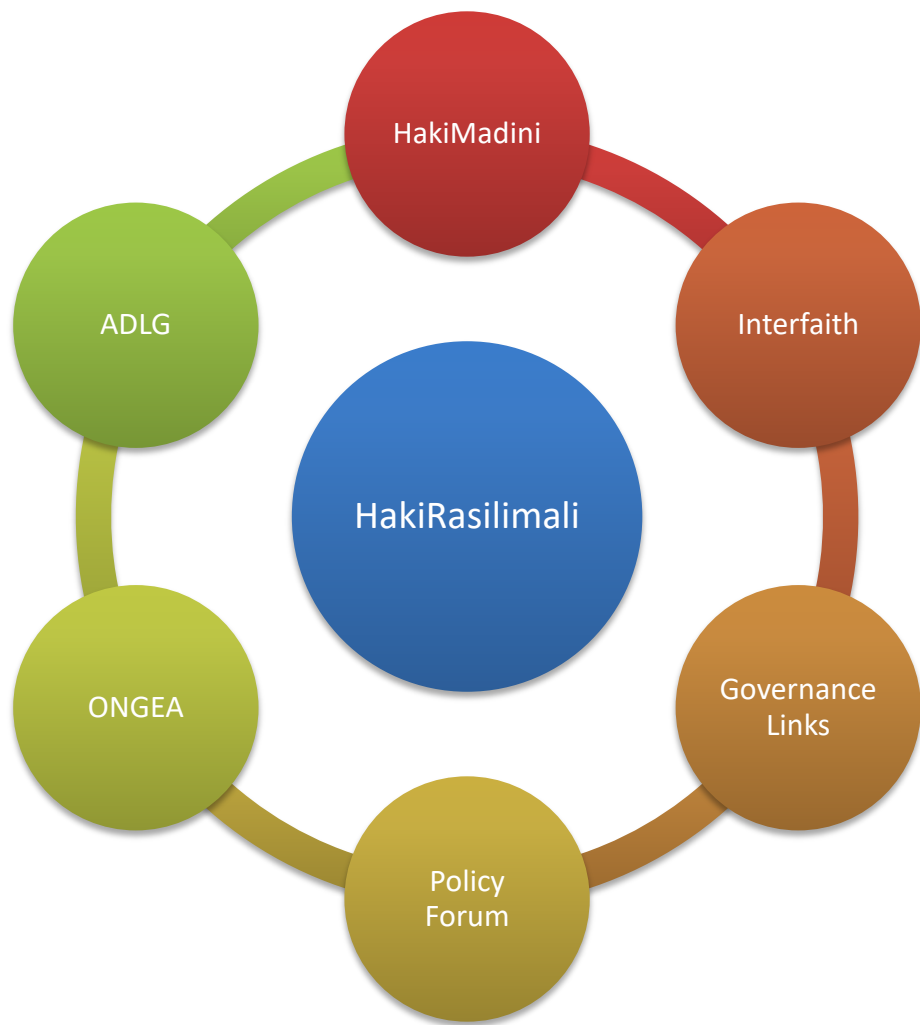 HakiMadini
ADLG
Interfaith
HakiRasilimali
ONGEA
Governance
Links
Policy
Forum